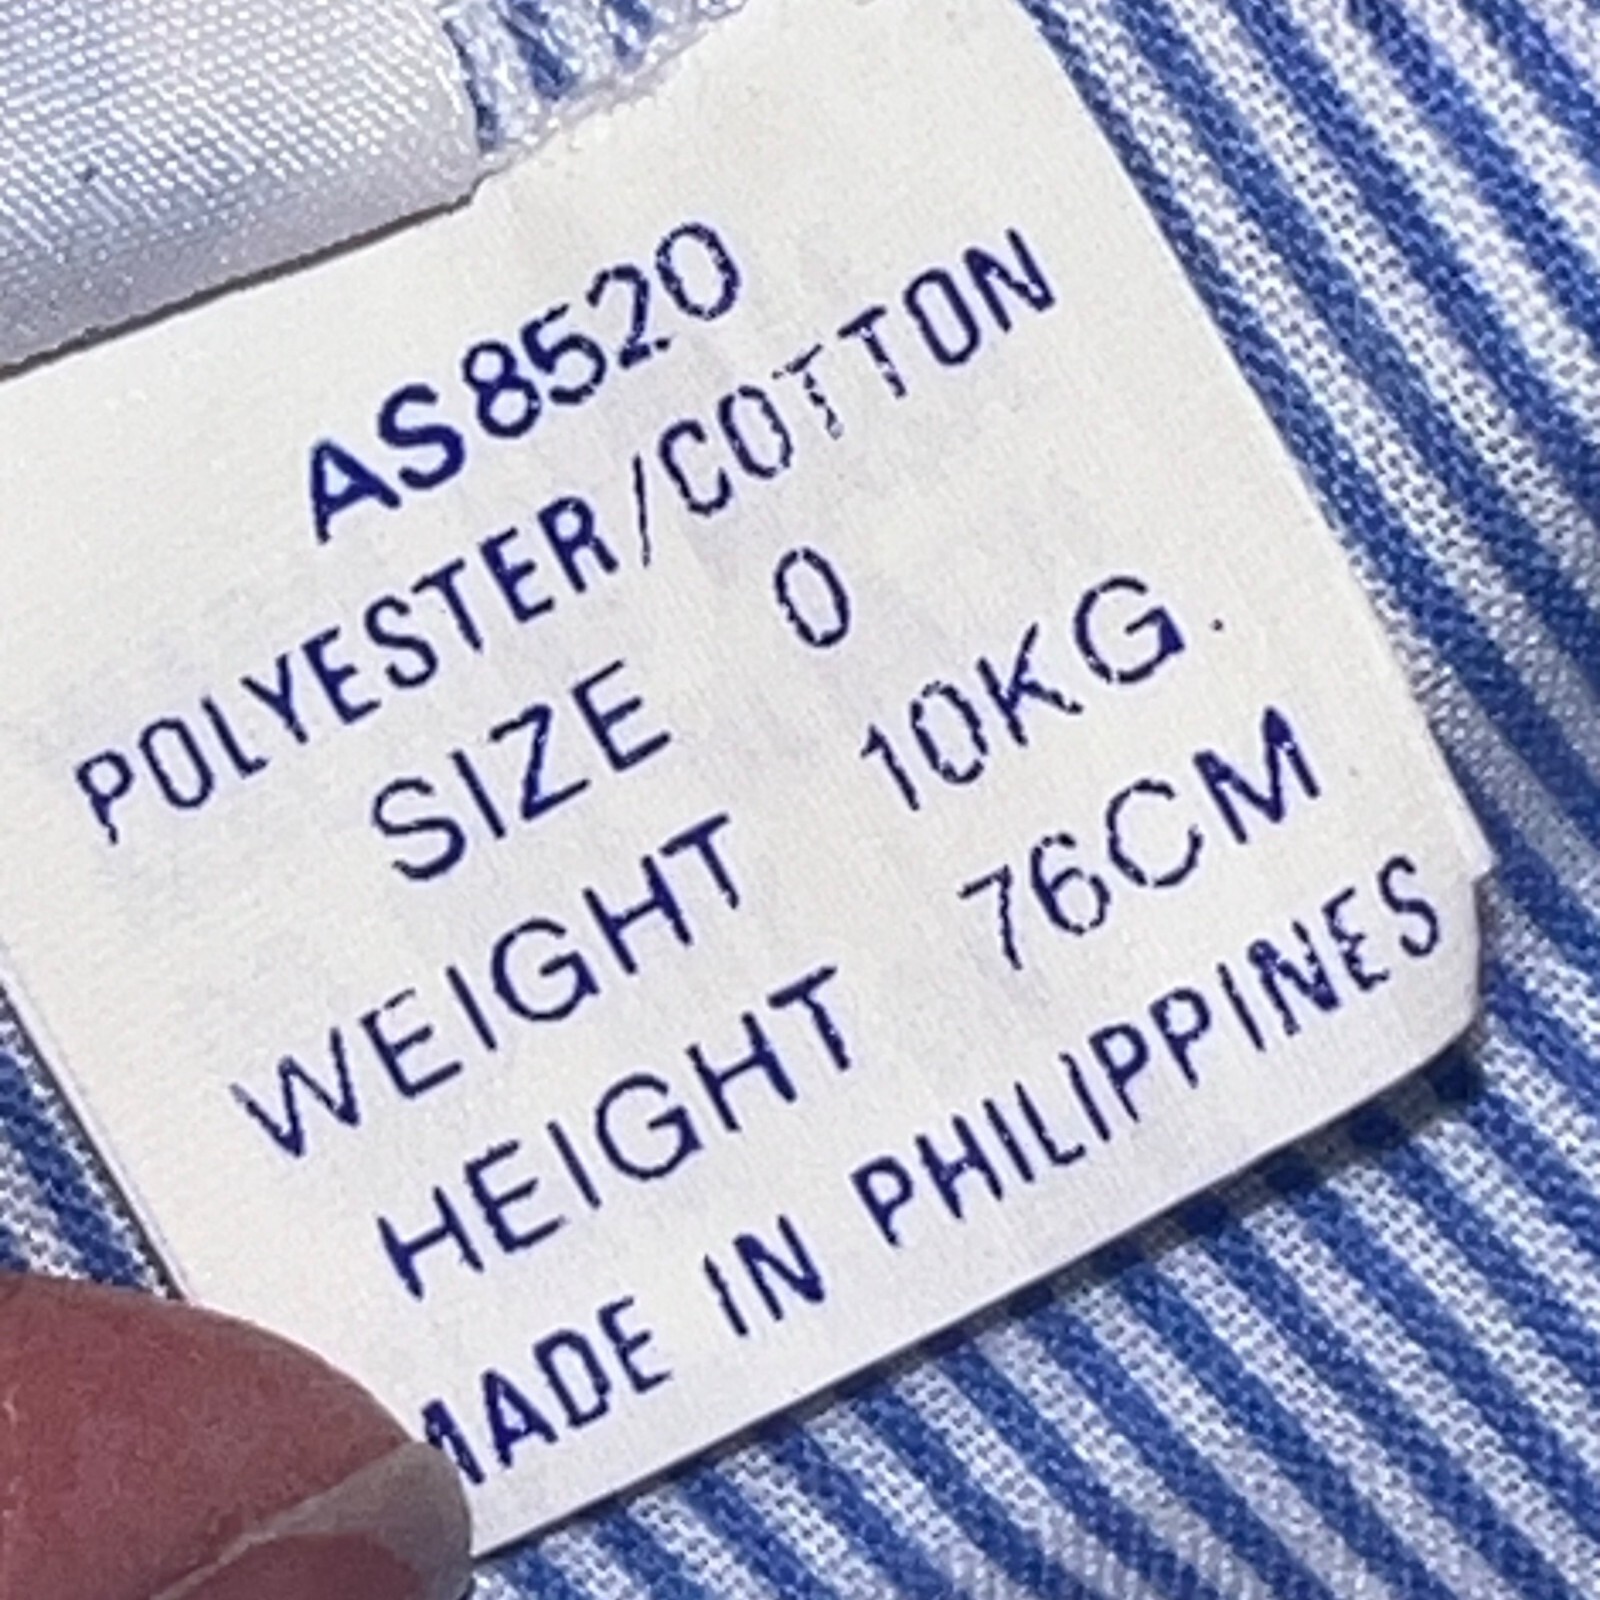 AS8520
POLYESTER/COTTON
SIZE 0
WEIGHT 10KG.
HEIGHT 76CM
MADE IN PHILIPPINES